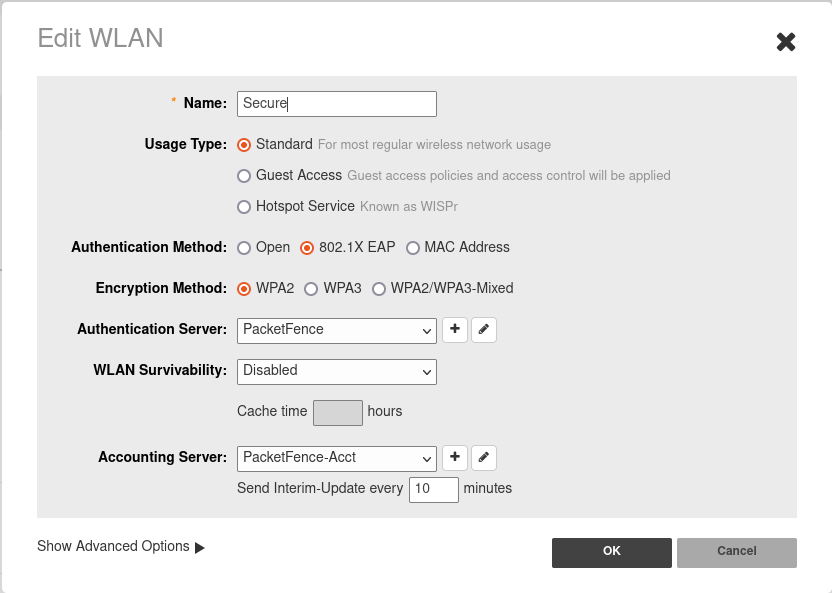 Edit WLAN
* Name: Secure
Usage Type: Standard For most regular wireless network usage
Guest Access Guest access policies and access control will be applied
Hotspot Service Known as WISPr
Authentication Method: Open 802.1X EAP MAC Address
Encryption Method: WPA2 WPA3 WPA2/WPA3-Mixed
Authentication Server: PacketFence
WLAN Survivability: Disabled
Cache time hours
Accounting Server: PacketFence-Acct
Send Interim-Update every 10 minutes
Show Advanced Options
OK Cancel